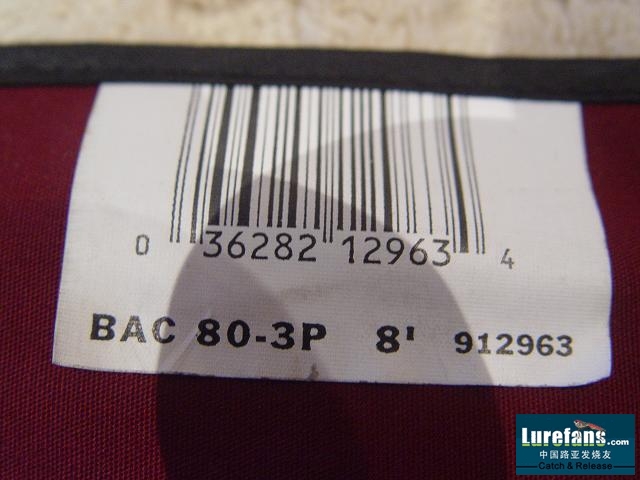 0 36282 12963 4
BAC 80-3P 8' 912963
Lurefans.com
中国路亚发烧友
Catch & Release